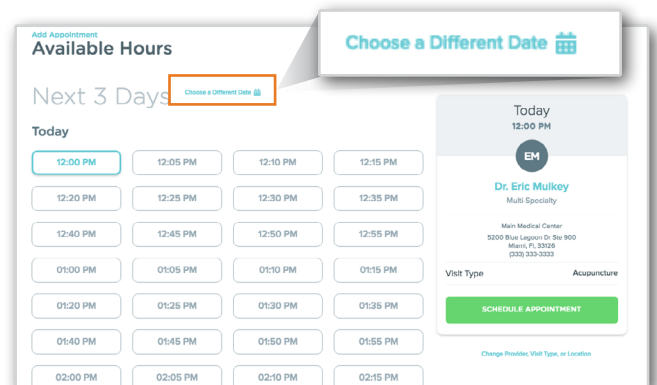 Add Appointment
Available Hours
Choose a Different Date
Next 3 Days
Choose a Different Date
Today
12:00 PM
12:05 PM
12:10 PM
12:15 PM
12:20 PM
12:25 PM
12:30 PM
12:35 PM
12:40 PM
12:45 PM
12:50 PM
12:55 PM
01:00 PM
01:05 PM
01:10 PM
01:15 PM
01:20 PM
01:25 PM
01:30 PM
01:35 PM
01:40 PM
01:45 PM
01:50 PM
01:55 PM
02:00 PM
02:05 PM
02:10 PM
02:15 PM
Today
12:00 PM
EM
Dr. Eric Mulkey
Multi Specialty
Main Medical Center
5200 Blue Lagoon Dr Ste 900
Miami, Fl, 33126
(333) 333-3333
Visit Type Acupuncture
SCHEDULE APPOINTMENT
Change Provider, Visit Type, or Location